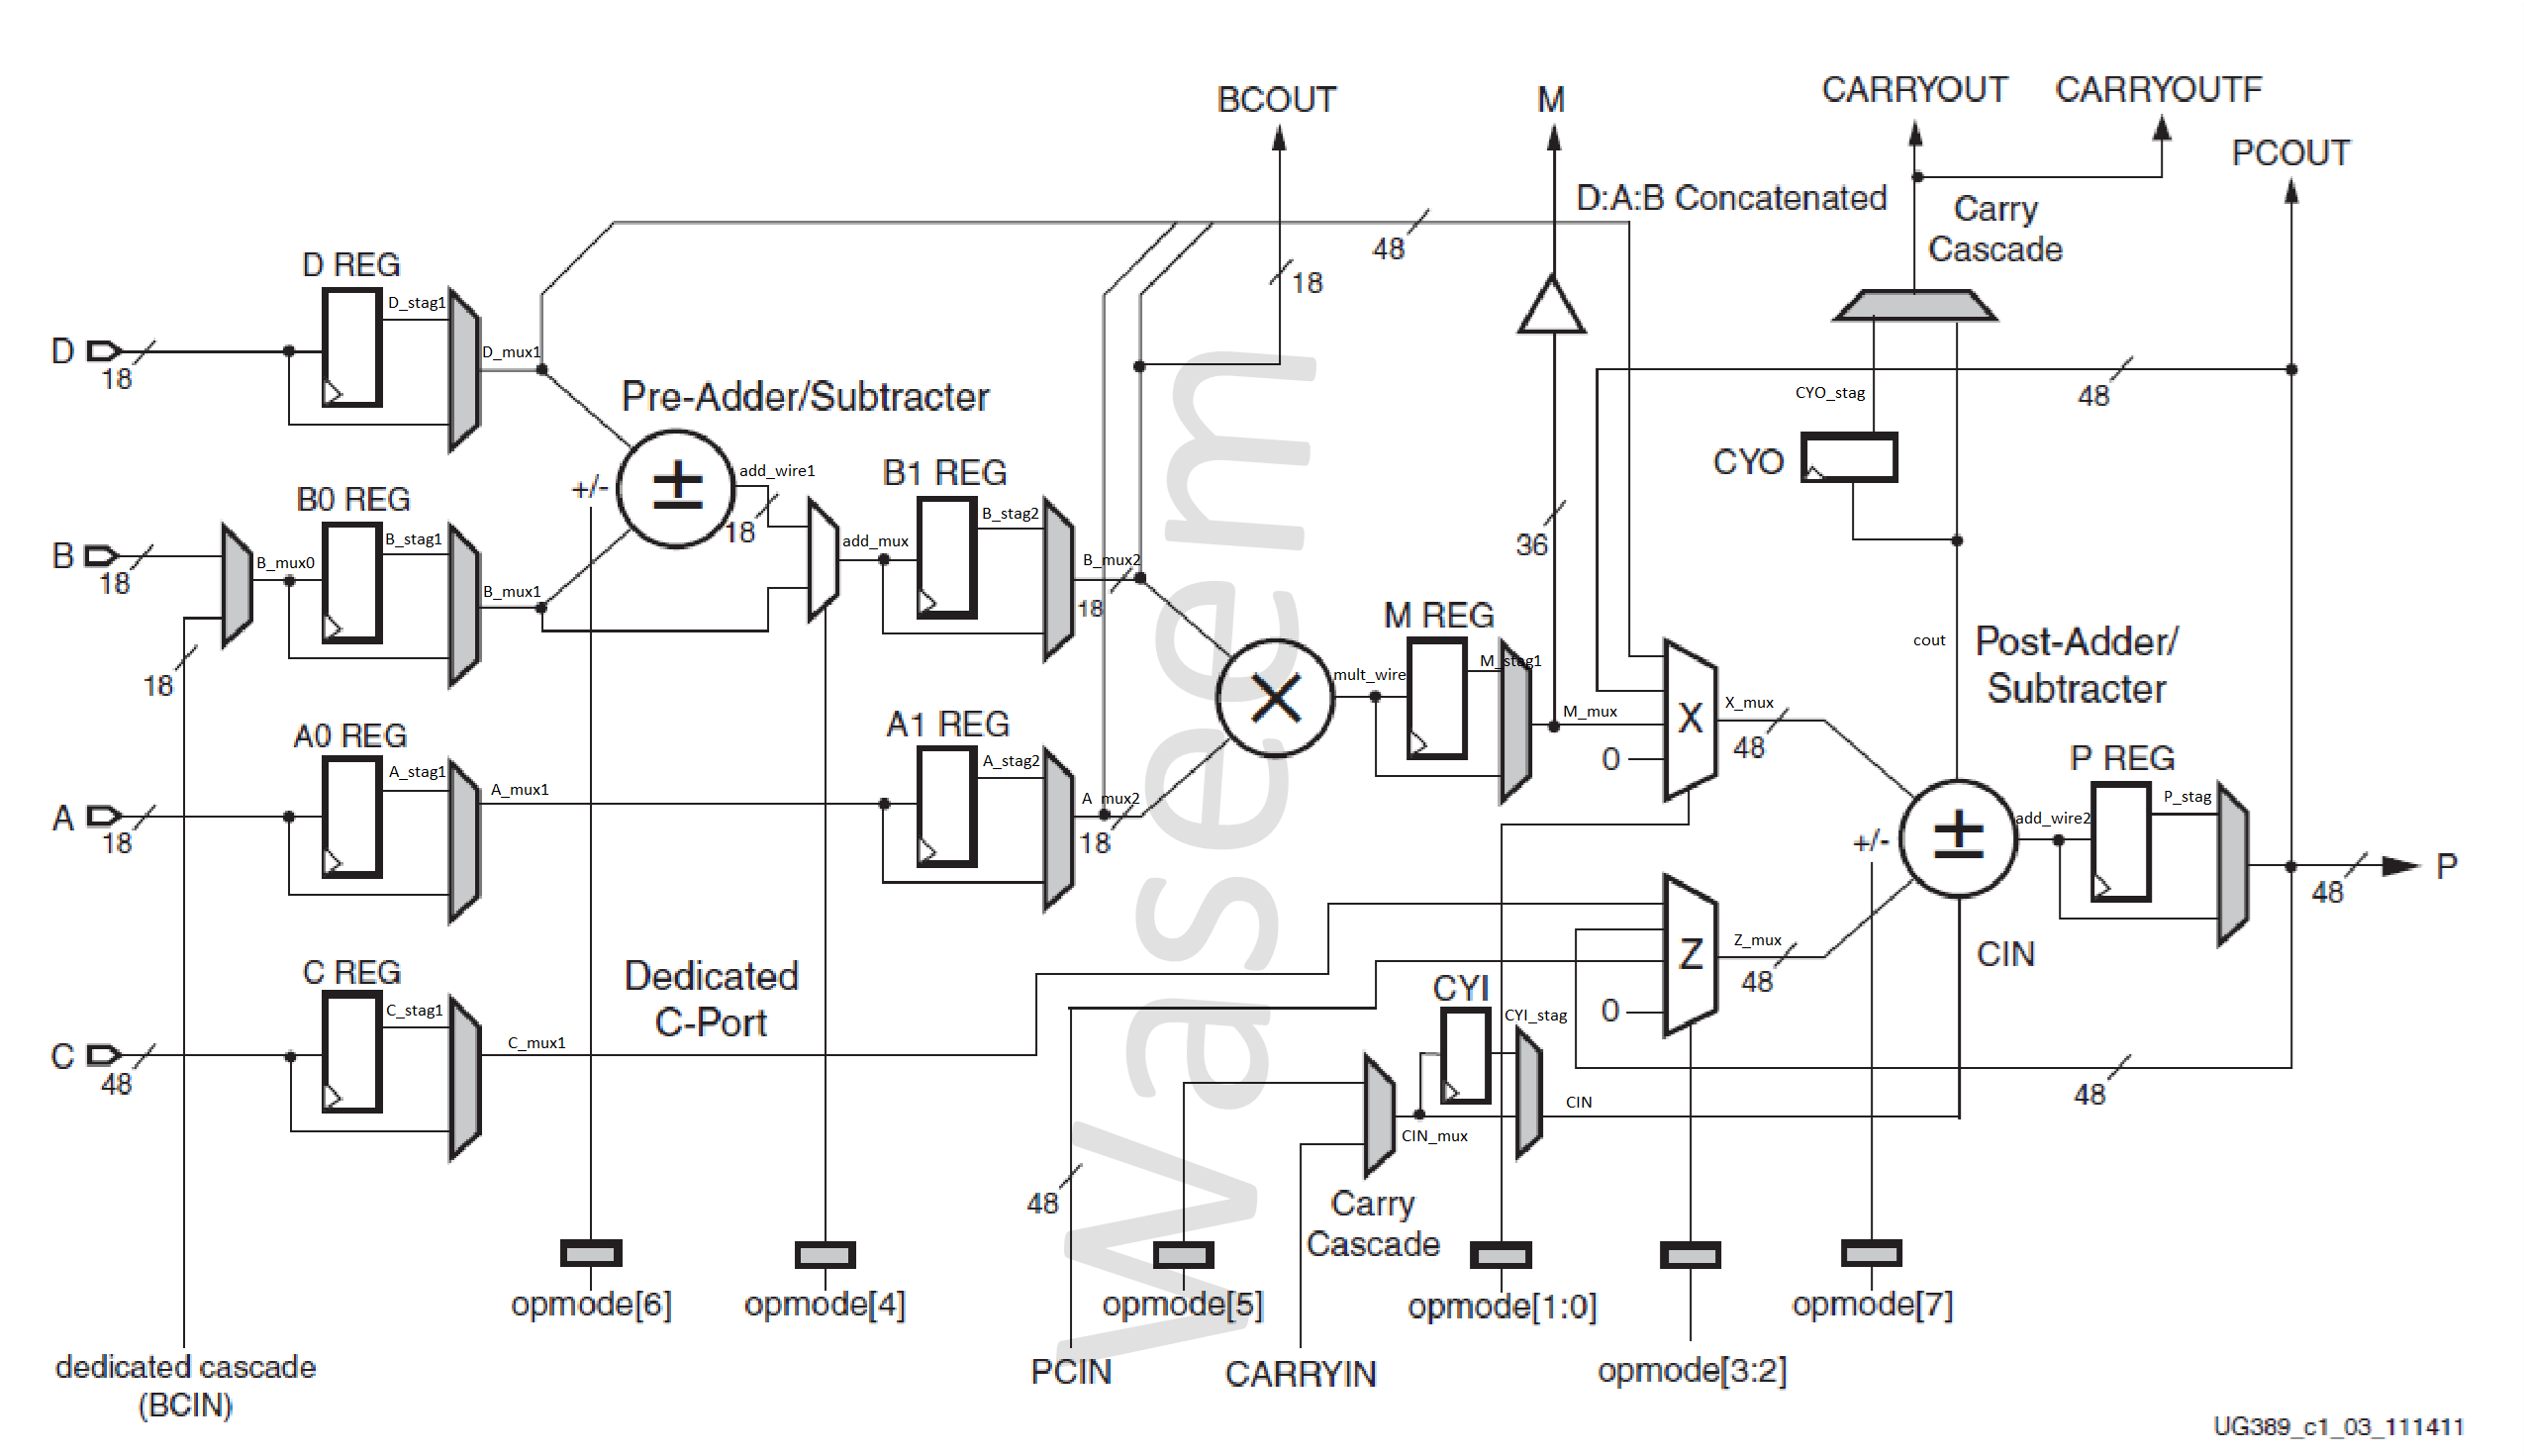 BCOUT
M
CARRYOUT
CARRYOUTF
PCOUT
D:A:B Concatenated
Carry
Cascade
48
18
D REG
D_stag1
D
18
D_mux1
Pre-Adder/Subtracter
+/-
±
add_wire1
18
B0 REG
B_stag1
B
18
B_mux0
B_mux1
18
B1 REG
B_stag2
add_mux
B_mux2
18
CYO_stag
CYO
48
36
cout
Post-Adder/
Subtracter
M REG
M_stag1
mult_wire
×
M_mux
X
0
X_mux
48
A0 REG
A_stag1
A
18
A_mux1
A1 REG
A_stag2
A_mux2
18
P REG
P_stag
add_wire2
±
+/-
P
48
C REG
C_stag1
C
48
C_mux1
Dedicated
C-Port
Z
0
Z_mux
48
CIN
CYI
CYI_stag
CIN
CIN_mux
48
48
Carry
Cascade
opmode[6]
opmode[4]
opmode[5]
opmode[1:0]
opmode[7]
opmode[3:2]
dedicated cascade
(BCIN)
PCIN
CARRYIN
Wassem
UG389_c1_03_111411